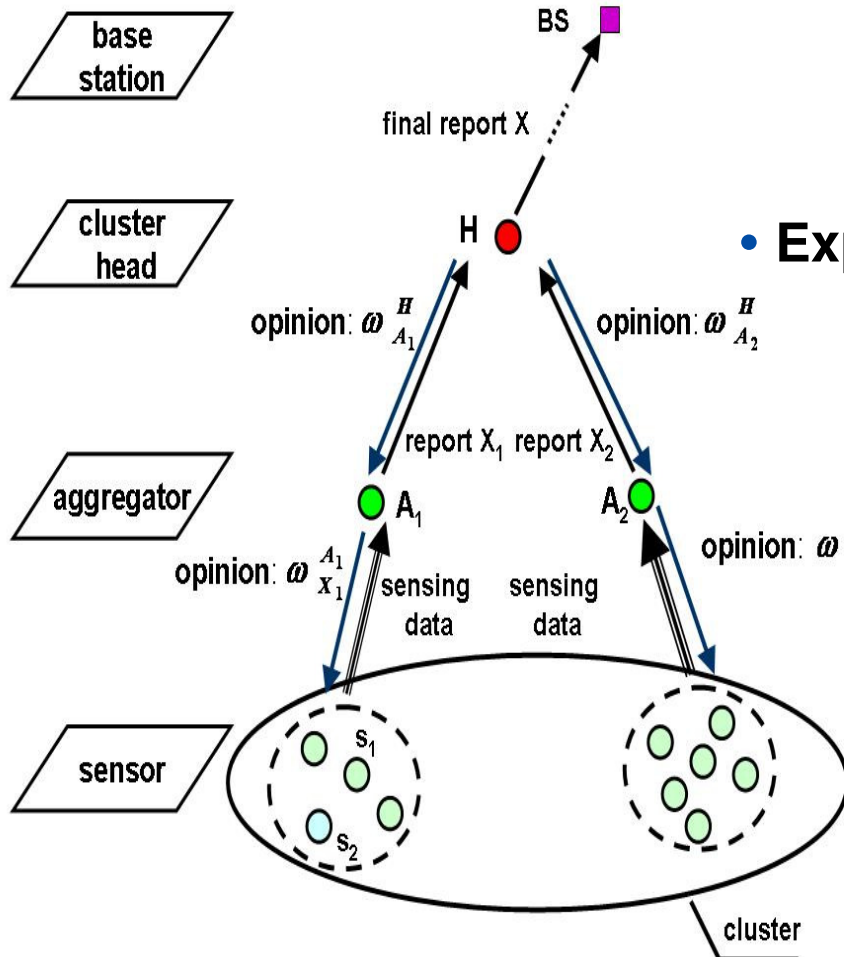 base
station
BS
final report X
cluster
head
H
• Exp
opinion: ω H A1
opinion: ω H A2
report X1 report X2
aggregator
A1
A2
opinion: ω A1 X1
opinion: ω
sensing
data
sensing
data
sensor
s1
s2
cluster